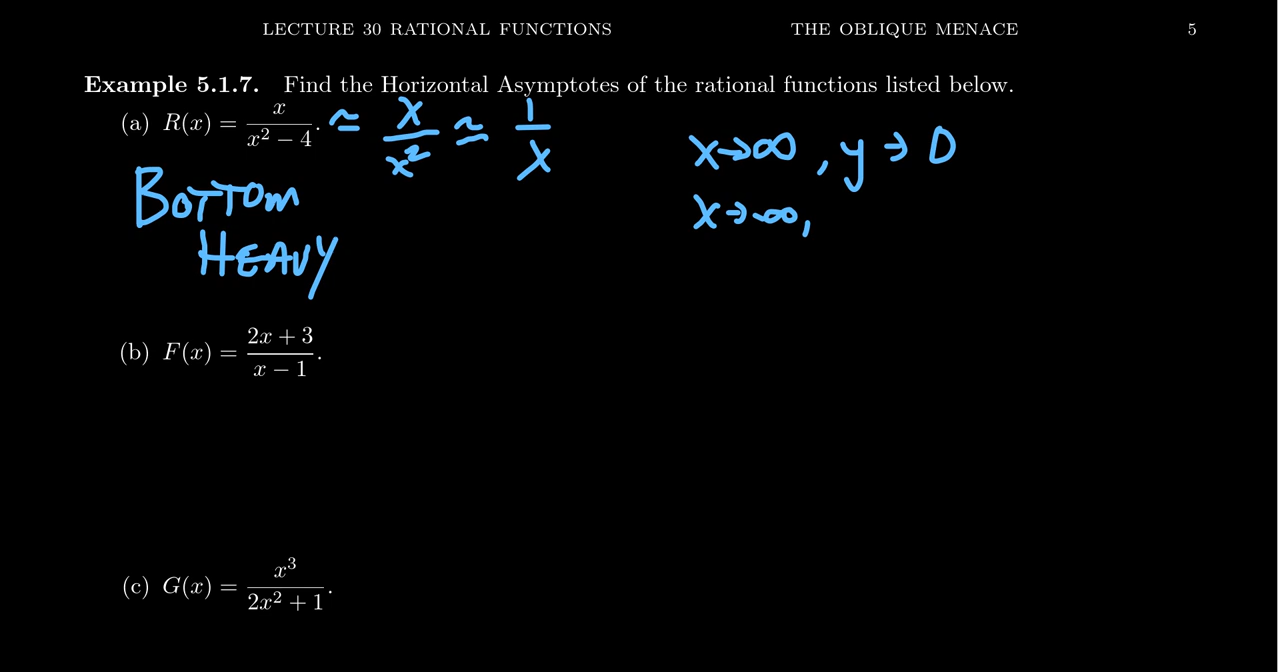 LECTURE 30 RATIONAL FUNCTIONS THE OBLIQUE MENACE 5
Example 5.1.7. Find the Horizontal Asymptotes of the rational functions listed below.
(a) R(x) = x / (x² − 4). ≈ x / x² ≈ 1 / x
x → ∞, y → 0
x → -∞,
BOTTOM
HEAVY
(b) F(x) = (2x + 3) / (x − 1).
(c) G(x) = x³ / (2x² + 1).